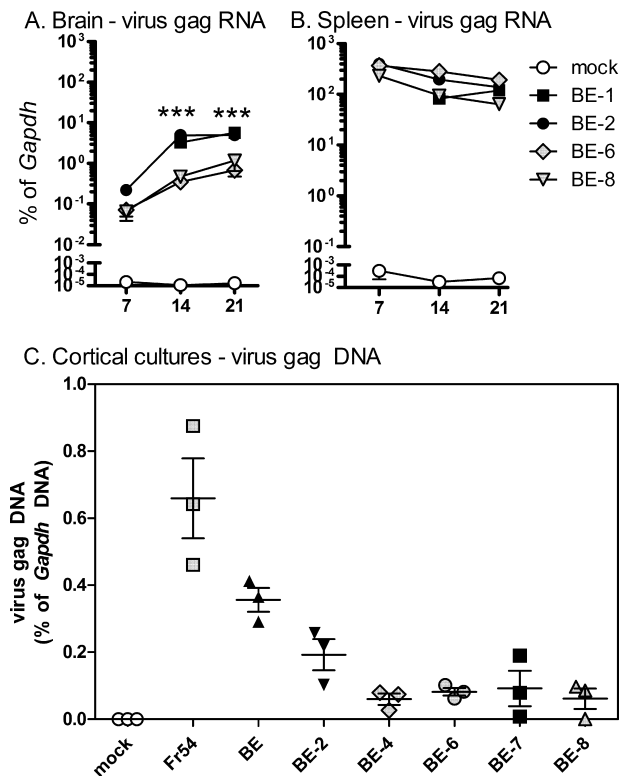 A. Brain - virus gag RNA
B. Spleen - virus gag RNA
% of Gapdh
10³
10²
10¹
10⁰
10⁻¹
10⁻²
10⁻³
10⁻⁴
10⁻⁵
*** ***
7 14 21
10³
10²
10¹
10⁰
10⁻¹
10⁻³
10⁻⁴
10⁻⁵
7 14 21
mock
BE-1
BE-2
BE-6
BE-8
C. Cortical cultures - virus gag DNA
virus gag DNA
(% of Gapdh DNA)
1.0
0.8
0.6
0.4
0.2
0.0
mock Fr54 BE BE-2 BE-4 BE-6 BE-7 BE-8